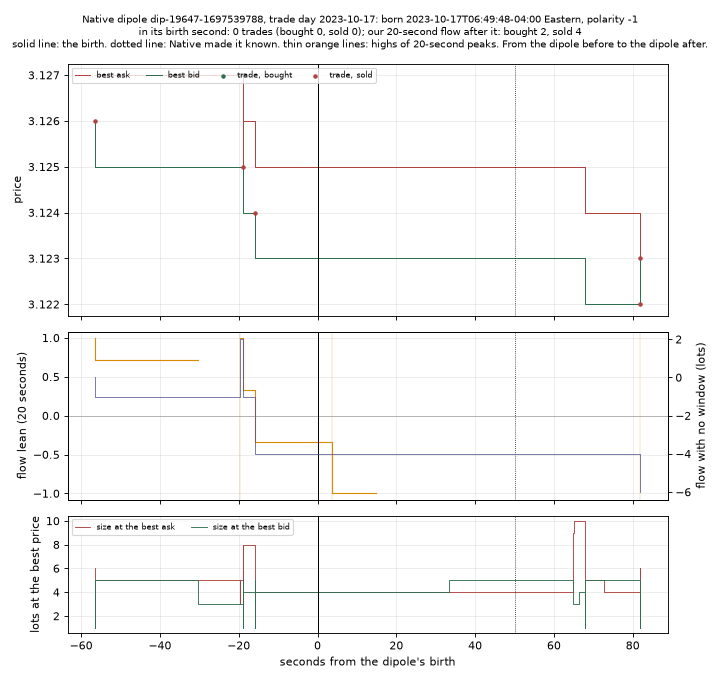 Native dipole dip-19647-1697539788, trade day 2023-10-17: born 2023-10-17T06:49:48-04:00 Eastern, polarity -1
in its birth second: 0 trades (bought 0, sold 0); our 20-second flow after it: bought 2, sold 4
solid line: the birth. dotted line: Native made it known. thin orange lines: highs of 20-second peaks. From the dipole before to the dipole after.
best ask
best bid
trade, bought
trade, sold
3.127
3.126
3.125
3.124
3.123
3.122
price
1.0
0.5
0.0
−0.5
−1.0
flow lean (20 seconds)
2
0
−2
−4
−6
flow with no window (lots)
size at the best ask
size at the best bid
10
8
6
4
2
lots at the best price
−60
−40
−20
0
20
40
60
80
seconds from the dipole's birth